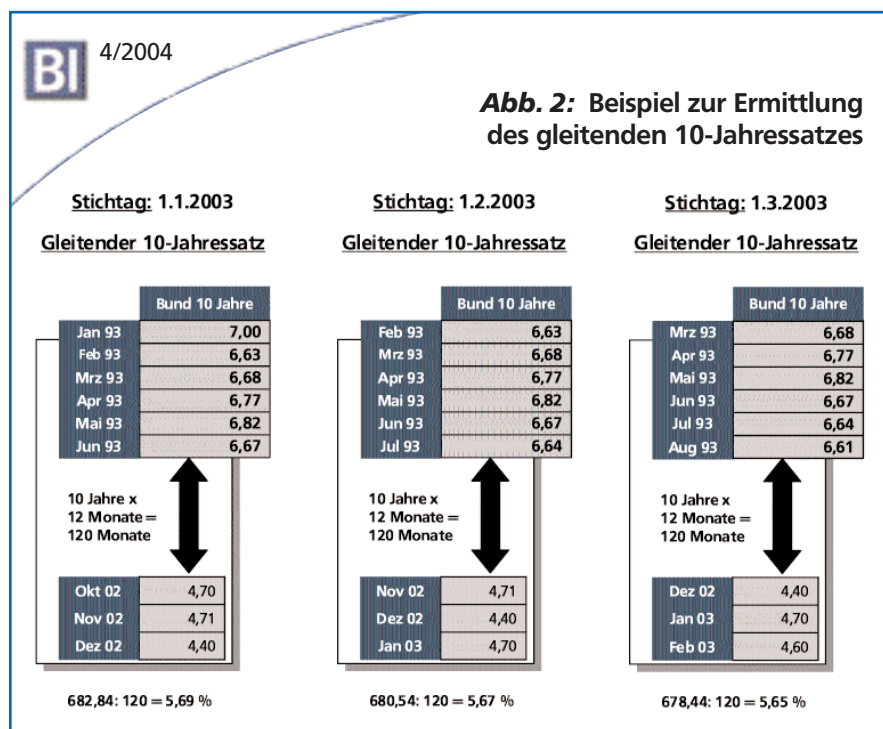 BI 4/2004
Abb. 2: Beispiel zur Ermittlung
des gleitenden 10-Jahressatzes
Stichtag: 1.1.2003
Gleitender 10-Jahressatz
Bund 10 Jahre
Jan 93 7,00
Feb 93 6,63
Mrz 93 6,68
Apr 93 6,77
Mai 93 6,82
Jun 93 6,67
10 Jahre x
12 Monate =
120 Monate
Okt 02 4,70
Nov 02 4,71
Dez 02 4,40
682,84: 120 = 5,69 %
Stichtag: 1.2.2003
Gleitender 10-Jahressatz
Bund 10 Jahre
Feb 93 6,63
Mrz 93 6,68
Apr 93 6,77
Mai 93 6,82
Jun 93 6,67
Jul 93 6,64
10 Jahre x
12 Monate =
120 Monate
Nov 02 4,71
Dez 02 4,40
Jan 03 4,70
680,54: 120 = 5,67 %
Stichtag: 1.3.2003
Gleitender 10-Jahressatz
Bund 10 Jahre
Mrz 93 6,68
Apr 93 6,77
Mai 93 6,82
Jun 93 6,67
Jul 93 6,64
Aug 93 6,61
10 Jahre x
12 Monate =
120 Monate
Dez 02 4,40
Jan 03 4,70
Feb 03 4,60
678,44: 120 = 5,65 %